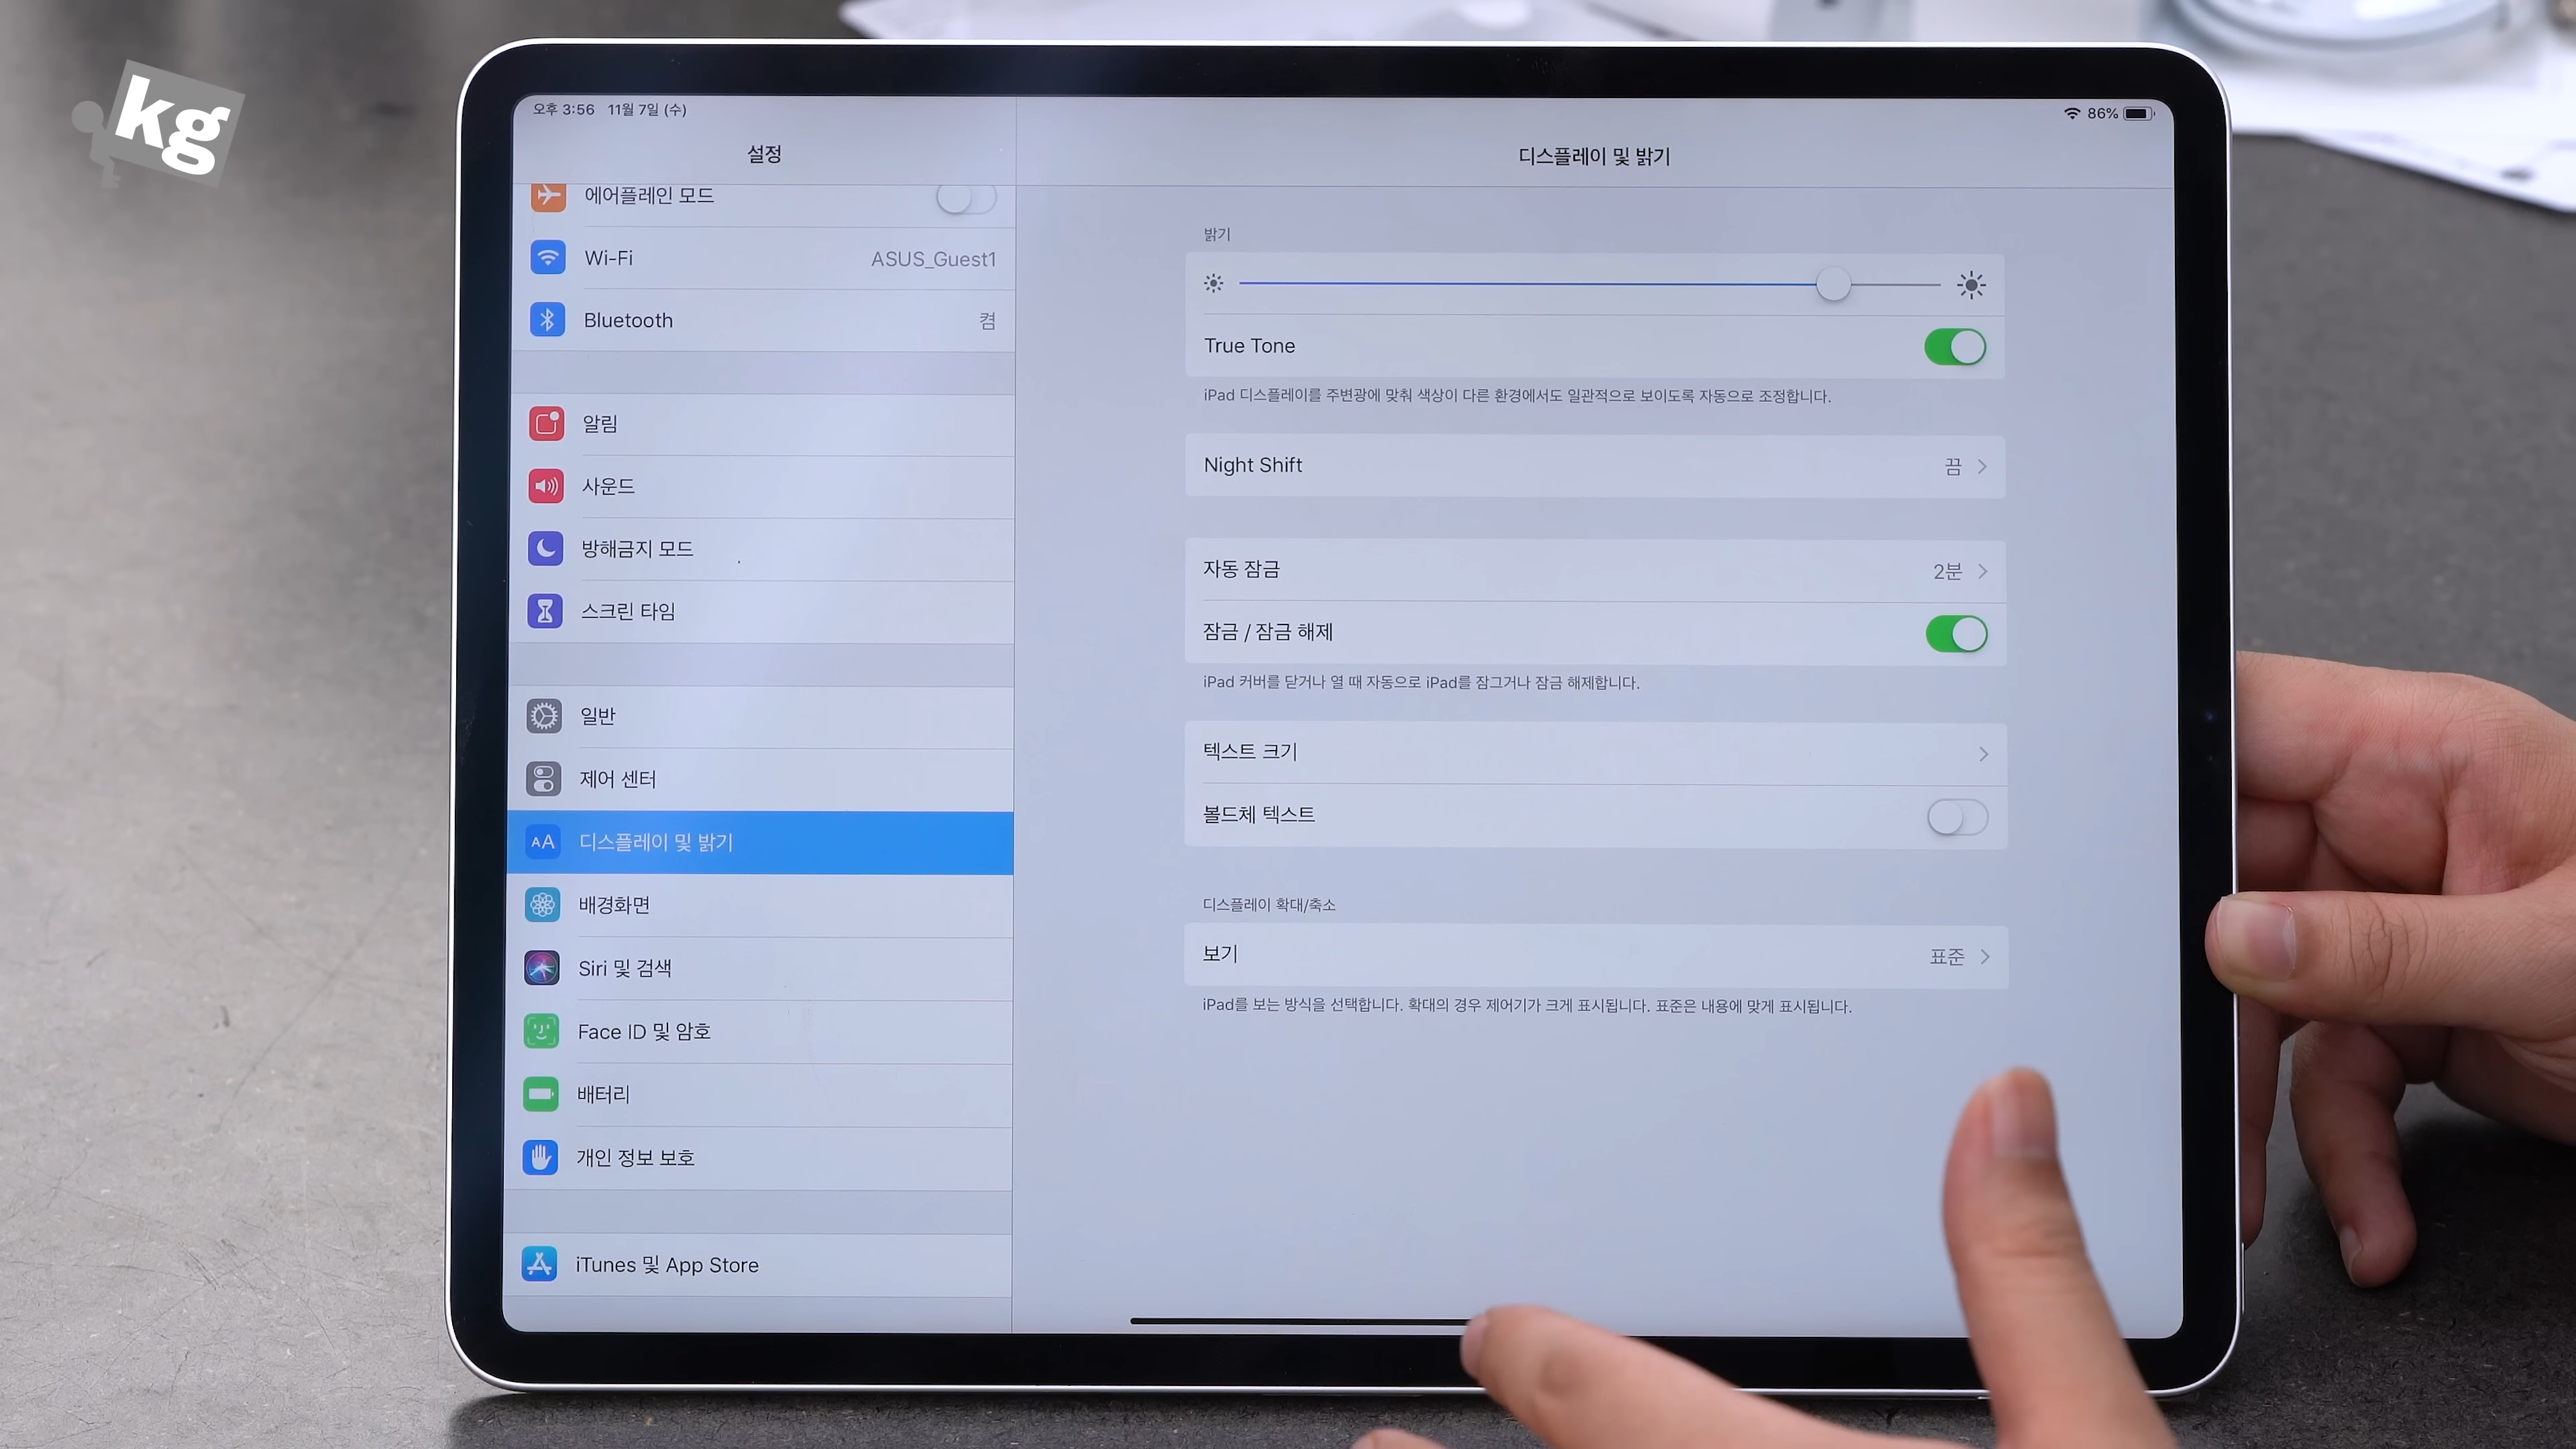 kg
오후 3:56 11월 7일 (수)
86%
설정
에어플레인 모드
Wi-Fi ASUS_Guest1
Bluetooth 켬
알림
사운드
방해금지 모드
스크린 타임
일반
제어 센터
AA 디스플레이 및 밝기
배경화면
Siri 및 검색
Face ID 및 암호
배터리
개인 정보 보호
iTunes 및 App Store
디스플레이 및 밝기
밝기
True Tone
iPad 디스플레이를 주변광에 맞춰 색상이 다른 환경에서도 일관적으로 보이도록 자동으로 조정합니다.
Night Shift 끔
자동 잠금 2분
잠금 / 잠금 해제
iPad 커버를 닫거나 열 때 자동으로 iPad를 잠그거나 잠금 해제합니다.
텍스트 크기
볼드체 텍스트
디스플레이 확대/축소
보기 표준
iPad를 보는 방식을 선택합니다. 확대의 경우 제어기가 크게 표시됩니다. 표준은 내용에 맞게 표시됩니다.